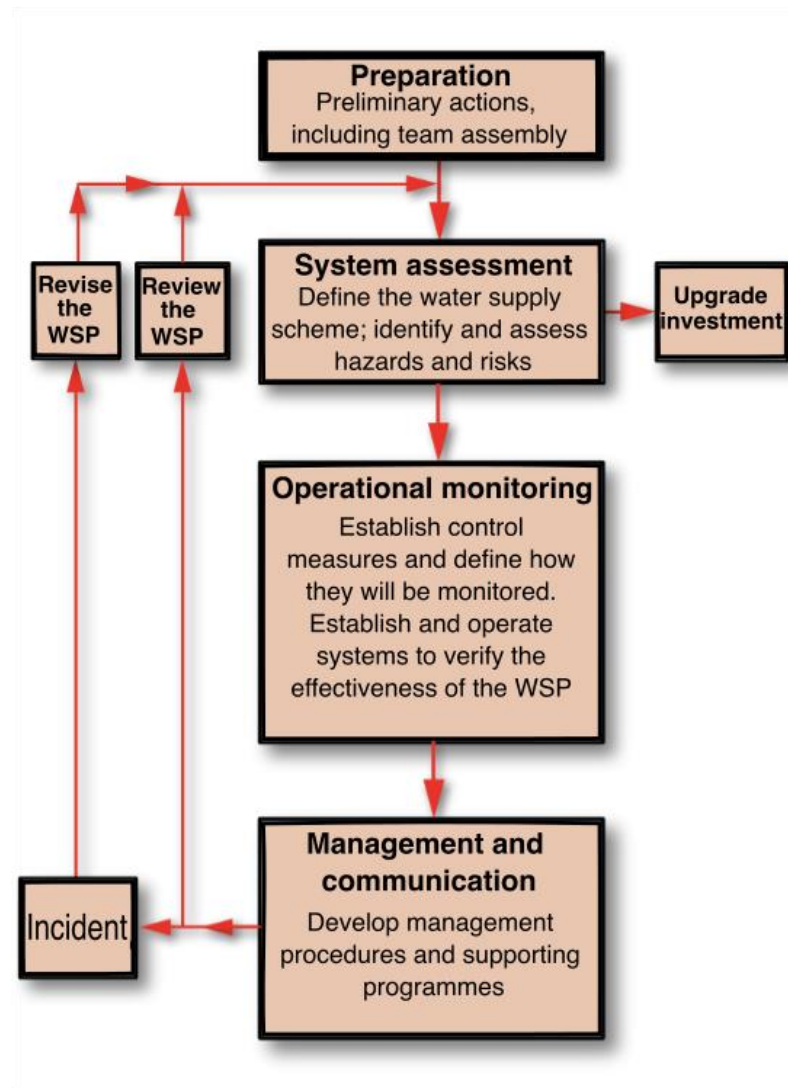 Preparation
Preliminary actions,
including team assembly
Revise
the
WSP
Review
the
WSP
System assessment
Define the water supply
scheme; identify and assess
hazards and risks
Upgrade
investment
Operational monitoring
Establish control
measures and define how
they will be monitored.
Establish and operate
systems to verify the
effectiveness of the WSP
Management and
communication
Develop management
procedures and supporting
programmes
Incident